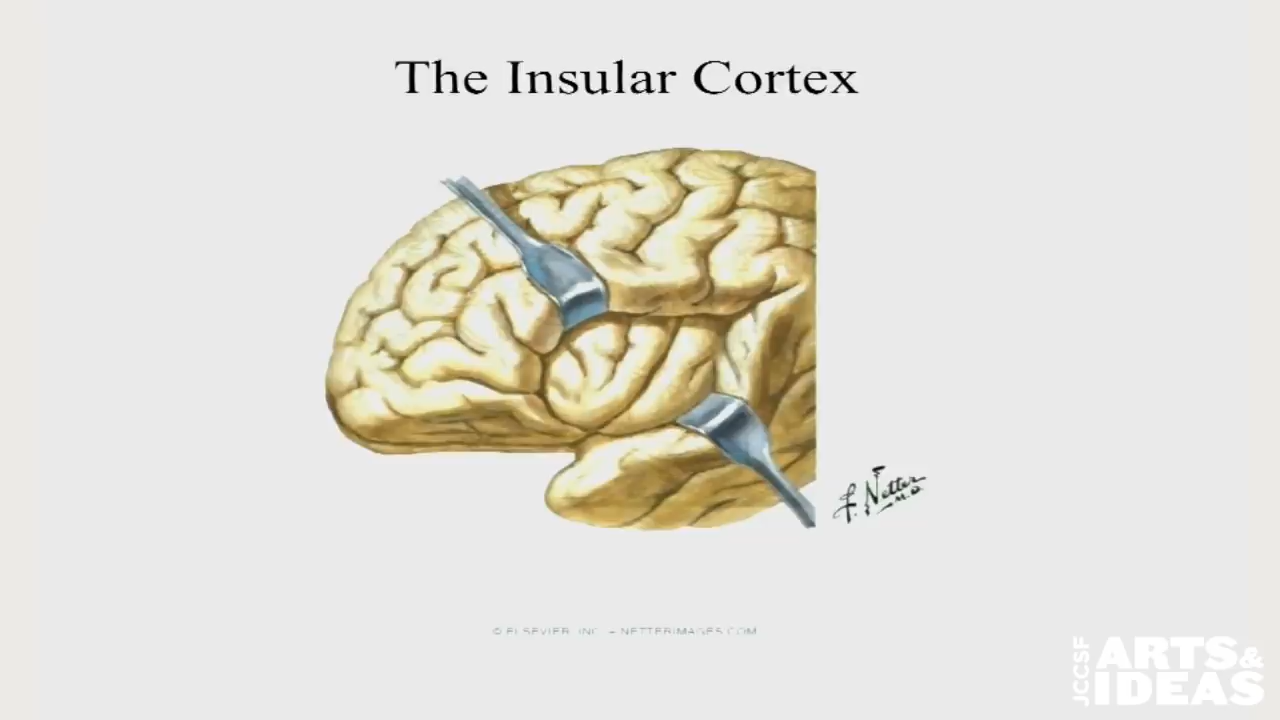 The Insular Cortex
F. Netter
M.D.
© ELSEVIER, INC. – NETTERIMAGES.COM
JCCSF
ARTS&
IDEAS